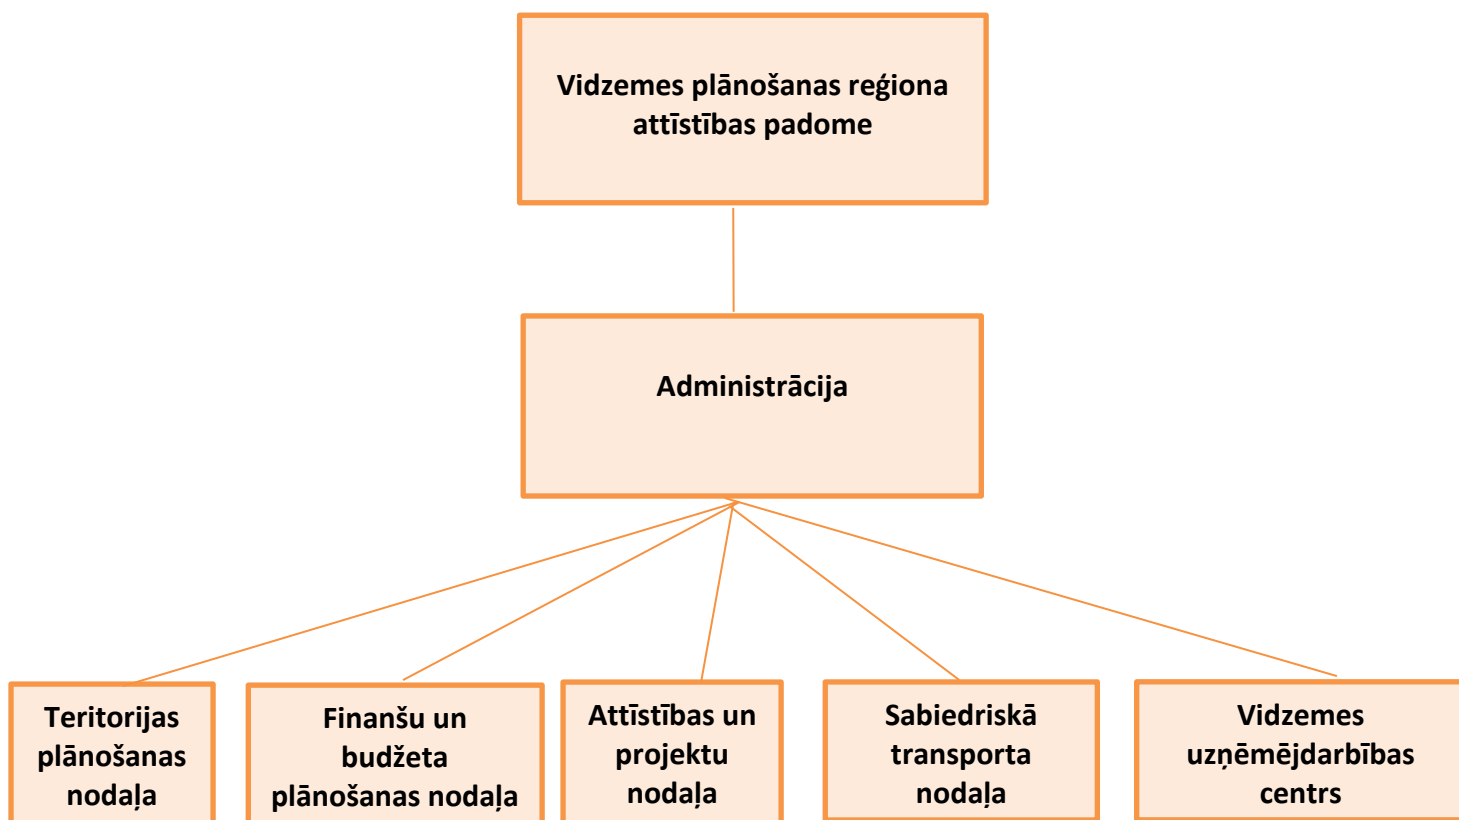 Vidzemes plānošanas reģiona
attīstības padome
Administrācija
Teritorijas
plānošanas
nodaļa
Finanšu un
budžeta
plānošanas nodaļa
Attīstības un
projektu
nodaļa
Sabiedriskā
transporta
nodaļa
Vidzemes
uzņēmējdarbības
centrs